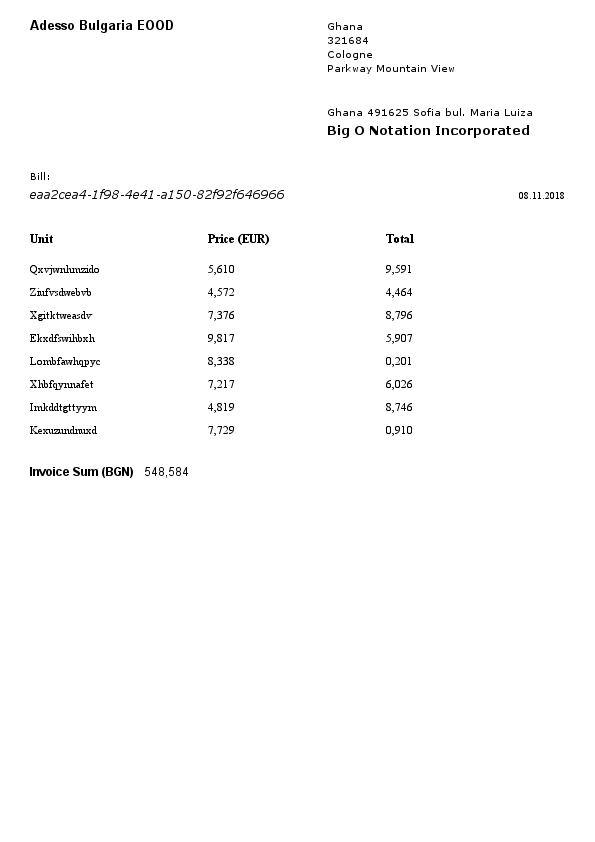 Adesso Bulgaria EOOD
Ghana
321684
Cologne
Parkway Mountain View
Ghana 491625 Sofia bul. Maria Luiza
Big O Notation Incorporated
Bill:
eaa2cea4-1f98-4e41-a150-82f92f646966 08.11.2018
Unit Price (EUR) Total
Qxvjwnhmzido 5,610 9,591
Ziufvsdwebvb 4,572 4,464
Xgitktweasdv 7,376 8,796
Ekxdfswihbxh 9,817 5,907
Lombfawhqpyc 8,338 0,201
Xhbfqynnafet 7,217 6,026
Imkddtgttyym 4,819 8,746
Kexuzundnuxd 7,729 0,910
Invoice Sum (BGN) 548,584